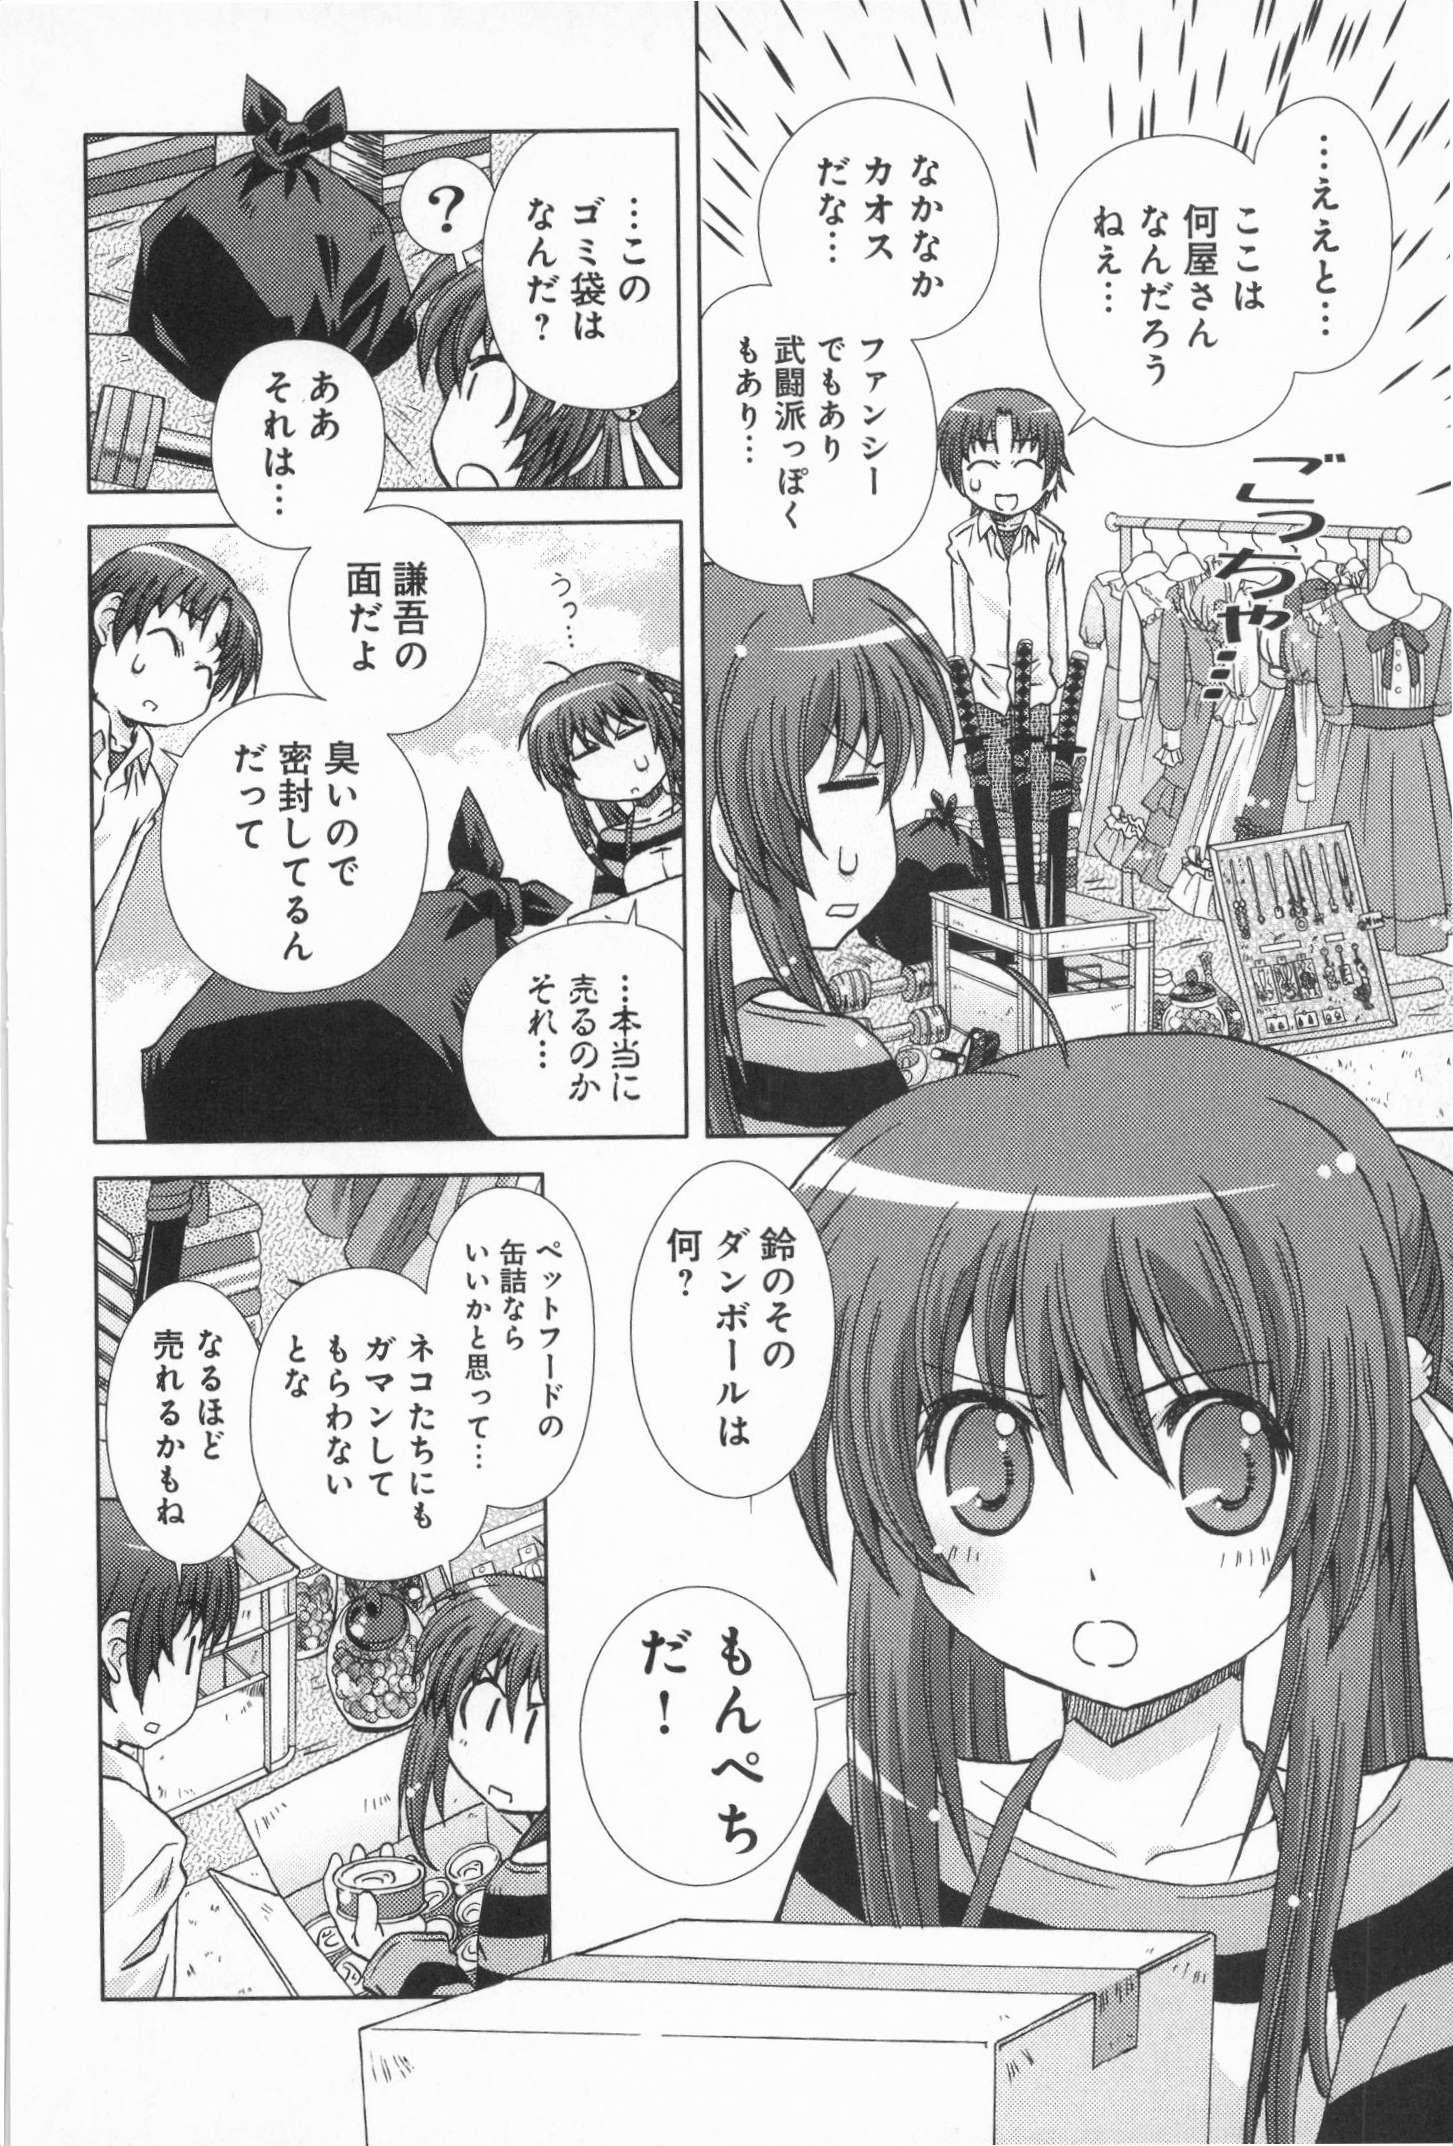 …ええと…
ここは
何屋さん
なんだろう
ねえ…
なかなか
カオス
だな…
ファンシー
でもあり
武闘派っぽく
もあり…
ごっちゃ…
…この
ゴミ袋は
なんだ?
?
ああ
それは…
謙吾の
面だよ
臭いので
密封してるん
だって
うっ…
…本当に
売るのか
それ…
鈴のその
ダンボールは
何?
もんぺち
だ!
ペットフードの
缶詰なら
いいかと思って…
ネコたちにも
ガマンして
もらわない
とな
なるほど
売れるかもね